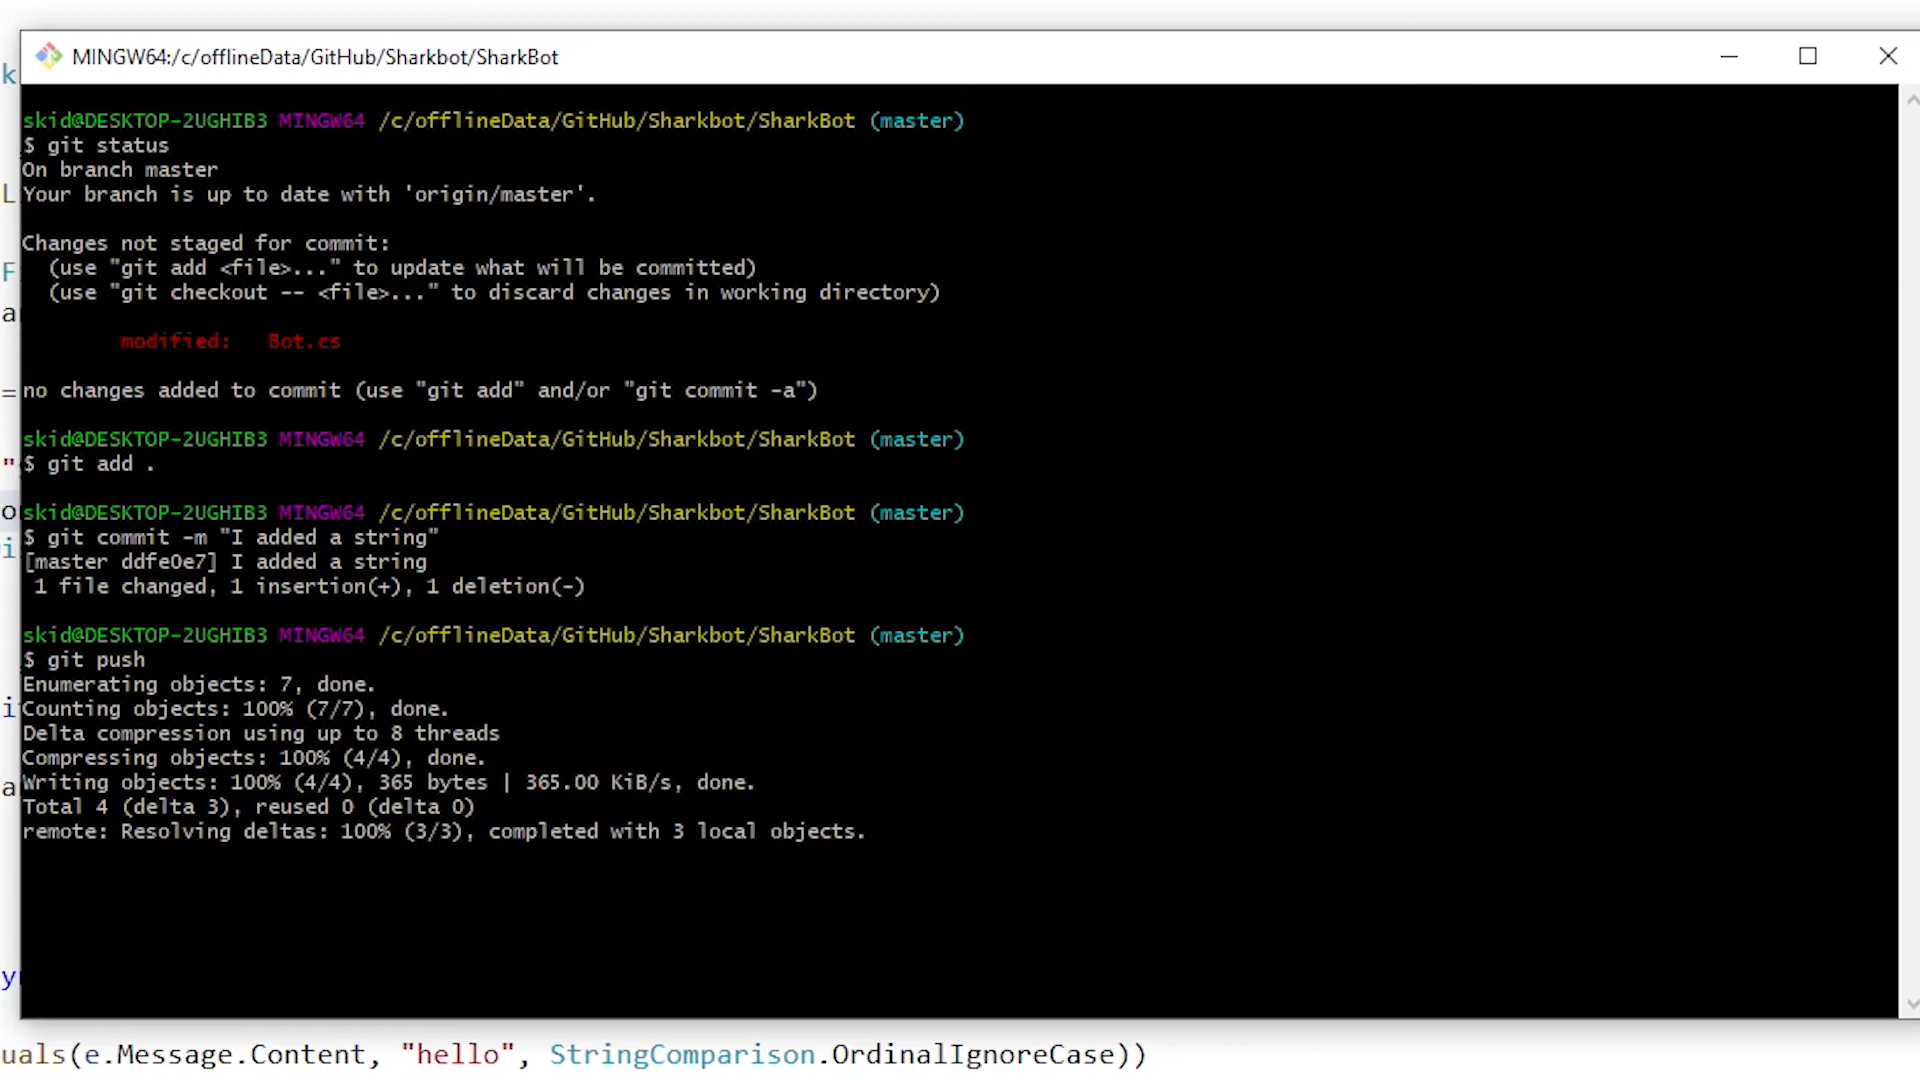 MINGW64:/c/offlineData/GitHub/Sharkbot/SharkBot
skid@DESKTOP-2UGHIB3 MINGW64 /c/offlineData/GitHub/Sharkbot/SharkBot (master)
$ git status
On branch master
Your branch is up to date with 'origin/master'.
Changes not staged for commit:
(use "git add <file>..." to update what will be committed)
(use "git checkout -- <file>..." to discard changes in working directory)
modified: Bot.cs
no changes added to commit (use "git add" and/or "git commit -a")
skid@DESKTOP-2UGHIB3 MINGW64 /c/offlineData/GitHub/Sharkbot/SharkBot (master)
$ git add .
skid@DESKTOP-2UGHIB3 MINGW64 /c/offlineData/GitHub/Sharkbot/SharkBot (master)
$ git commit -m "I added a string"
[master ddfe0e7] I added a string
1 file changed, 1 insertion(+), 1 deletion(-)
skid@DESKTOP-2UGHIB3 MINGW64 /c/offlineData/GitHub/Sharkbot/SharkBot (master)
$ git push
Enumerating objects: 7, done.
Counting objects: 100% (7/7), done.
Delta compression using up to 8 threads
Compressing objects: 100% (4/4), done.
Writing objects: 100% (4/4), 365 bytes | 365.00 KiB/s, done.
Total 4 (delta 3), reused 0 (delta 0)
remote: Resolving deltas: 100% (3/3), completed with 3 local objects.
uals(e.Message.Content, "hello", StringComparison.OrdinalIgnoreCase))